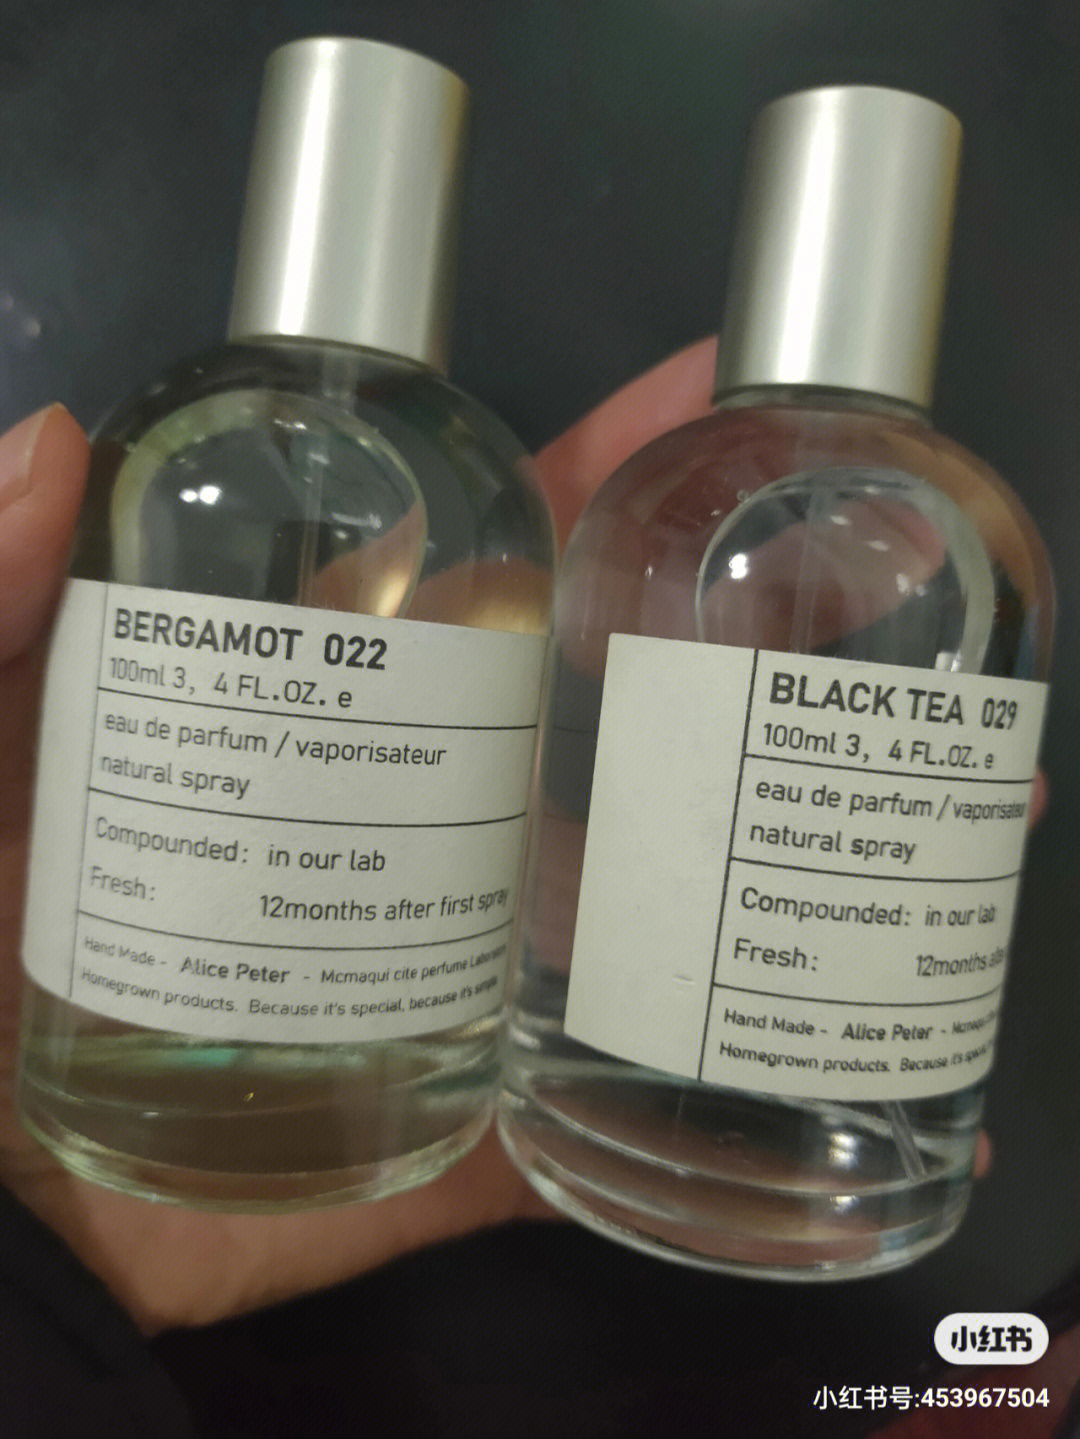 BERGAMOT 022
100ml 3, 4 FL.OZ. e
eau de parfum / vaporisateur
natural spray
Compounded: in our lab
Fresh: 12months after first spray
Hand Made - Alice Peter - Mcmaqui cite perfume
Homegrown products. Because it's special, because it's simple
BLACK TEA 029
100ml 3, 4 FL.OZ. e
eau de parfum / vaporisateu
natural spray
Compounded: in our lab
Fresh: 12months
Hand Made - Alice Peter -
Homegrown products. Because it's
小红书
小红书号:453967504